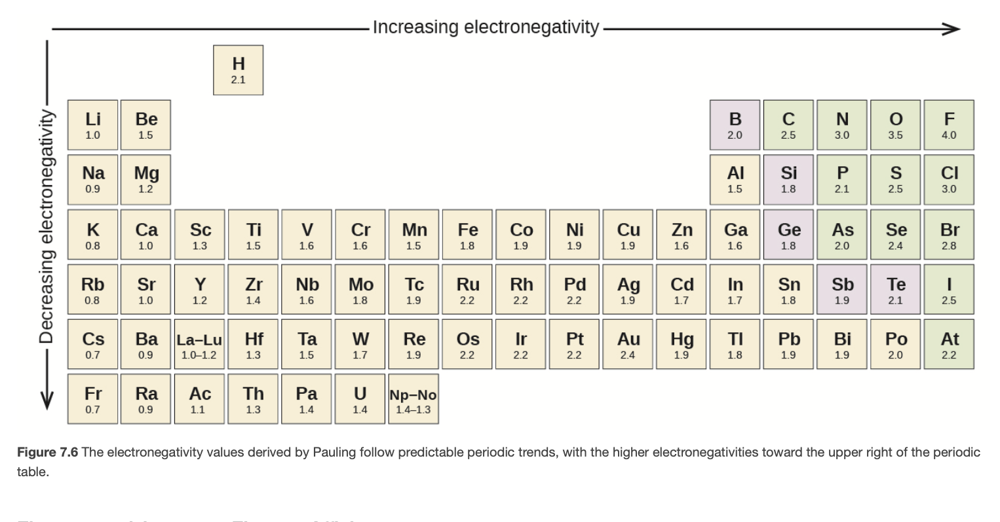 Increasing electronegativity
Decreasing electronegativity
H
2.1
Li Be B C N O F
1.0 1.5 2.0 2.5 3.0 3.5 4.0
Na Mg Al Si P S Cl
0.9 1.2 1.5 1.8 2.1 2.5 3.0
K Ca Sc Ti V Cr Mn Fe Co Ni Cu Zn Ga Ge As Se Br
0.8 1.0 1.3 1.5 1.6 1.6 1.5 1.8 1.9 1.9 1.9 1.6 1.6 1.8 2.0 2.4 2.8
Rb Sr Y Zr Nb Mo Tc Ru Rh Pd Ag Cd In Sn Sb Te I
0.8 1.0 1.2 1.4 1.6 1.8 1.9 2.2 2.2 2.2 1.9 1.7 1.7 1.8 1.9 2.1 2.5
Cs Ba La–Lu Hf Ta W Re Os Ir Pt Au Hg Tl Pb Bi Po At
0.7 0.9 1.0–1.2 1.3 1.5 1.7 1.9 2.2 2.2 2.2 2.4 1.9 1.8 1.9 1.9 2.0 2.2
Fr Ra Ac Th Pa U Np–No
0.7 0.9 1.1 1.3 1.4 1.4 1.4–1.3
Figure 7.6 The electronegativity values derived by Pauling follow predictable periodic trends, with the higher electronegativities toward the upper right of the periodic
table.